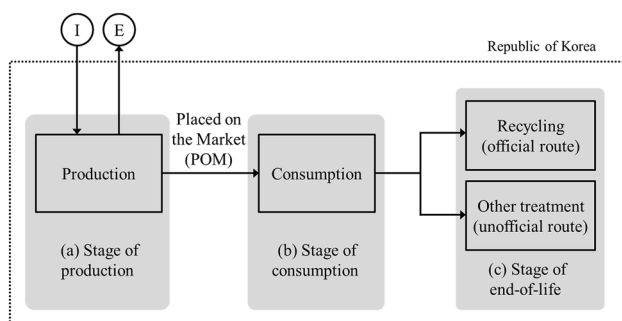 I
E
Republic of Korea
Placed on
the Market
(POM)
Production
Consumption
Recycling
(official route)
Other treatment
(unofficial route)
(a) Stage of
production
(b) Stage of
consumption
(c) Stage of
end-of-life